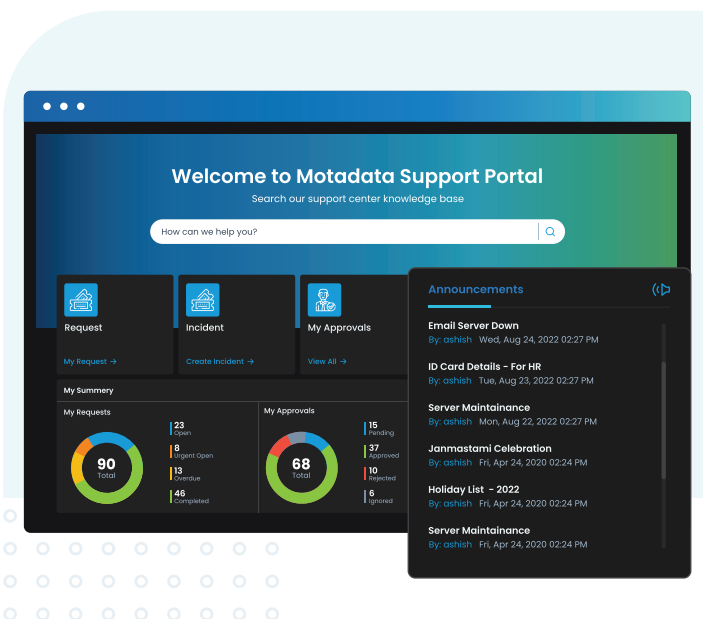 Welcome to Motadata Support Portal
Search our support center knowledge base
How can we help you?
Request
My Request →
Incident
Create Incident →
My Approvals
View All →
My Summery
My Requests
90
Total
23
Open
8
Urgent Open
13
Overdue
46
Completed
My Approvals
68
Total
15
Pending
37
Approved
10
Rejected
6
Ignored
Announcements
Email Server Down
By: ashish Wed, Aug 24, 2022 02:27 PM
ID Card Details - For HR
By: ashish Tue, Aug 23, 2022 02:27 PM
Server Maintainance
By: ashish Mon, Aug 22, 2022 02:27 PM
Janmastami Celebration
By: ashish Fri, Apr 24, 2020 02:24 PM
Holiday List - 2022
By: ashish Fri, Apr 24, 2020 02:24 PM
Server Maintainance
By: ashish Fri, Apr 24, 2020 02:24 PM